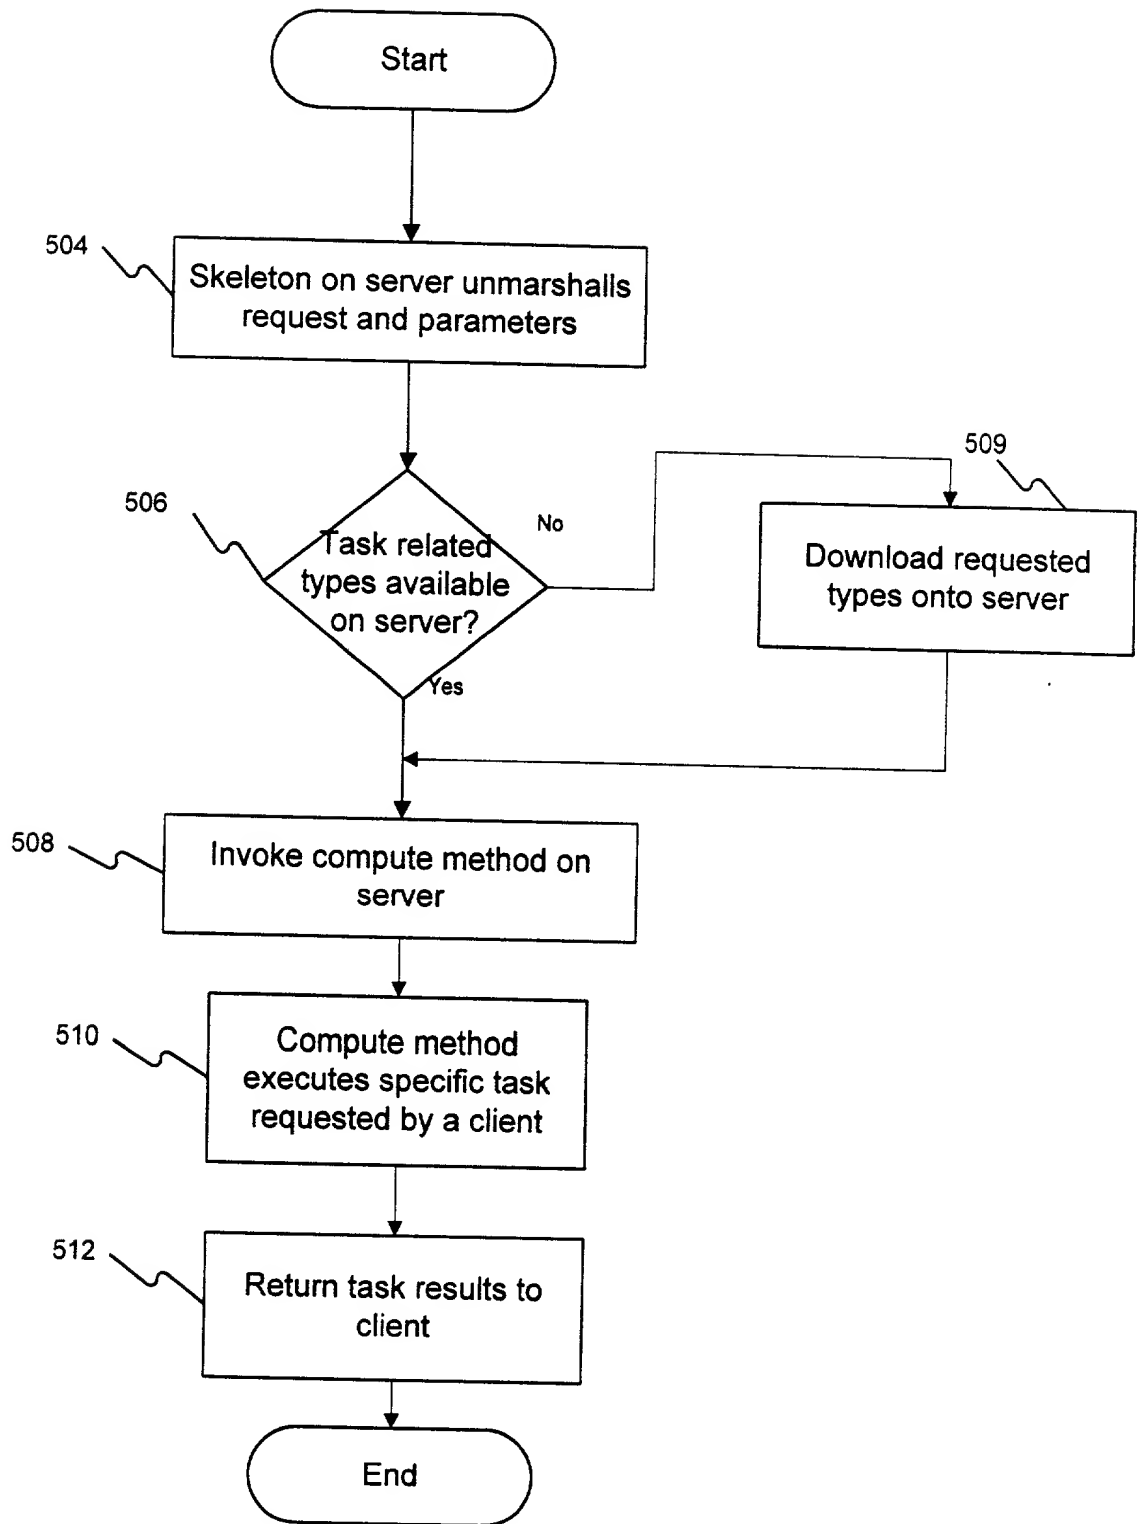 Start
504
Skeleton on server unmarshalls
request and parameters
509
506
No
Task related
types available
on server?
Download requested
types onto server
Yes
508
Invoke compute method on
server
510
Compute method
executes specific task
requested by a client
512
Return task results to
client
End